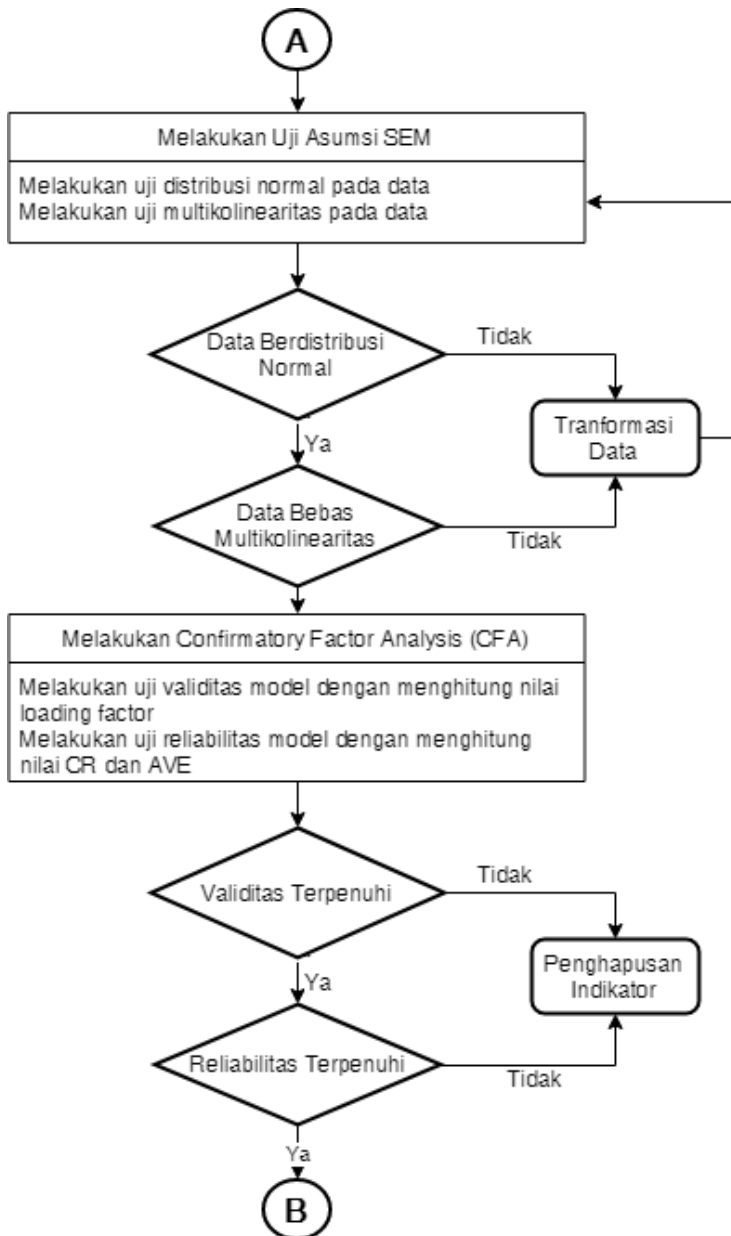 A
Melakukan Uji Asumsi SEM
Melakukan uji distribusi normal pada data
Melakukan uji multikolinearitas pada data
Data Berdistribusi
Normal
Tidak
Tranformasi
Data
Ya
Data Bebas
Multikolinearitas
Tidak
Melakukan Confirmatory Factor Analysis (CFA)
Melakukan uji validitas model dengan menghitung nilai
loading factor
Melakukan uji reliabilitas model dengan menghitung
nilai CR dan AVE
Validitas Terpenuhi
Tidak
Penghapusan
Indikator
Ya
Reliabilitas Terpenuhi
Tidak
Ya
B